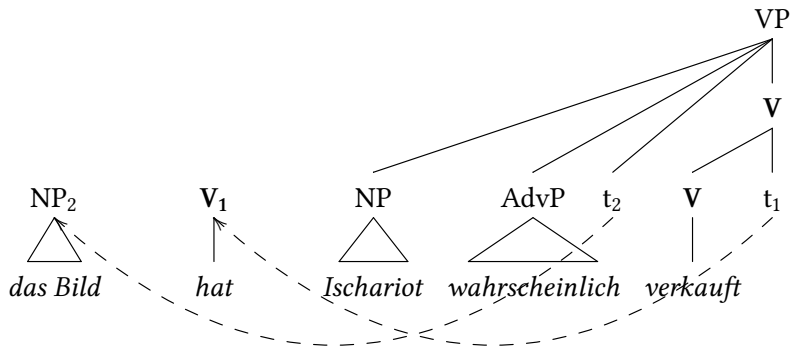 VP
V
NP₂ V₁ NP AdvP t₂ V t₁
das Bild hat Ischariot wahrscheinlich verkauft